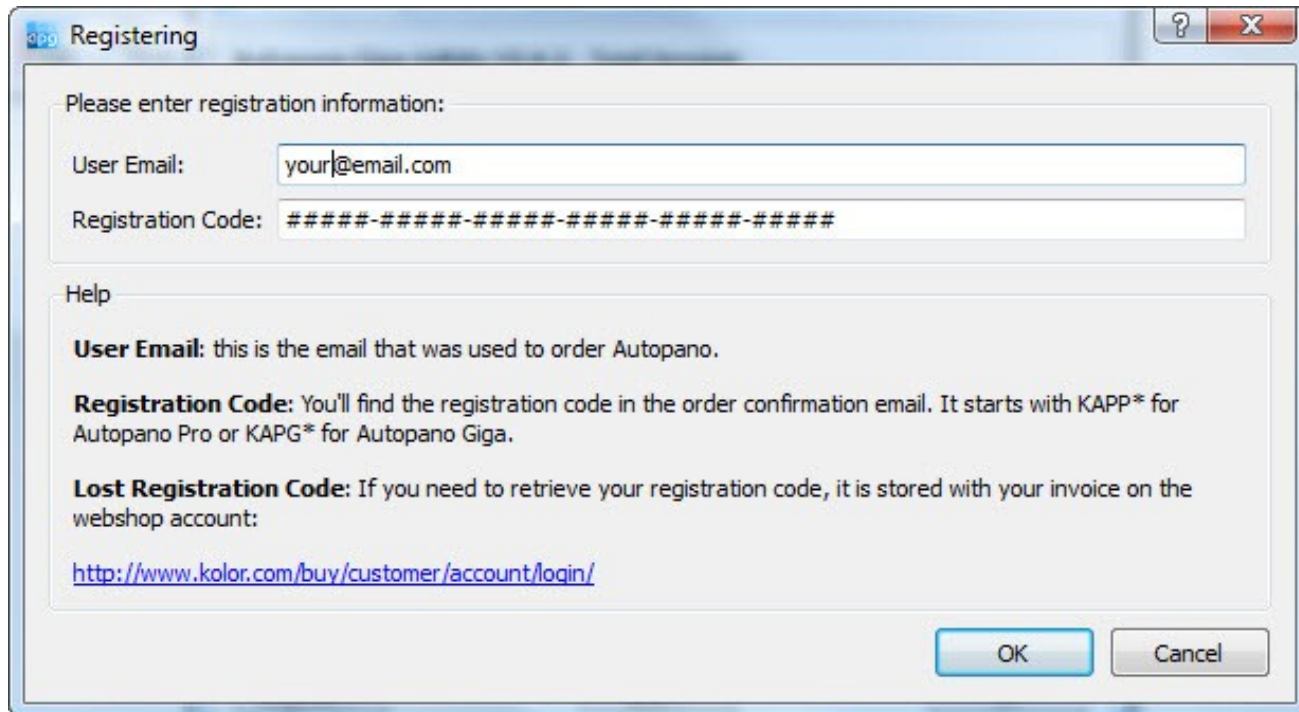 apg Registering
Please enter registration information:
User Email: your@email.com
Registration Code: #####-#####-#####-#####-#####-#####
Help
User Email: this is the email that was used to order Autopano.
Registration Code: You'll find the registration code in the order confirmation email. It starts with KAPP* for
Autopano Pro or KAPG* for Autopano Giga.
Lost Registration Code: If you need to retrieve your registration code, it is stored with your invoice on the
webshop account:
http://www.kolor.com/buy/customer/account/login/
OK Cancel